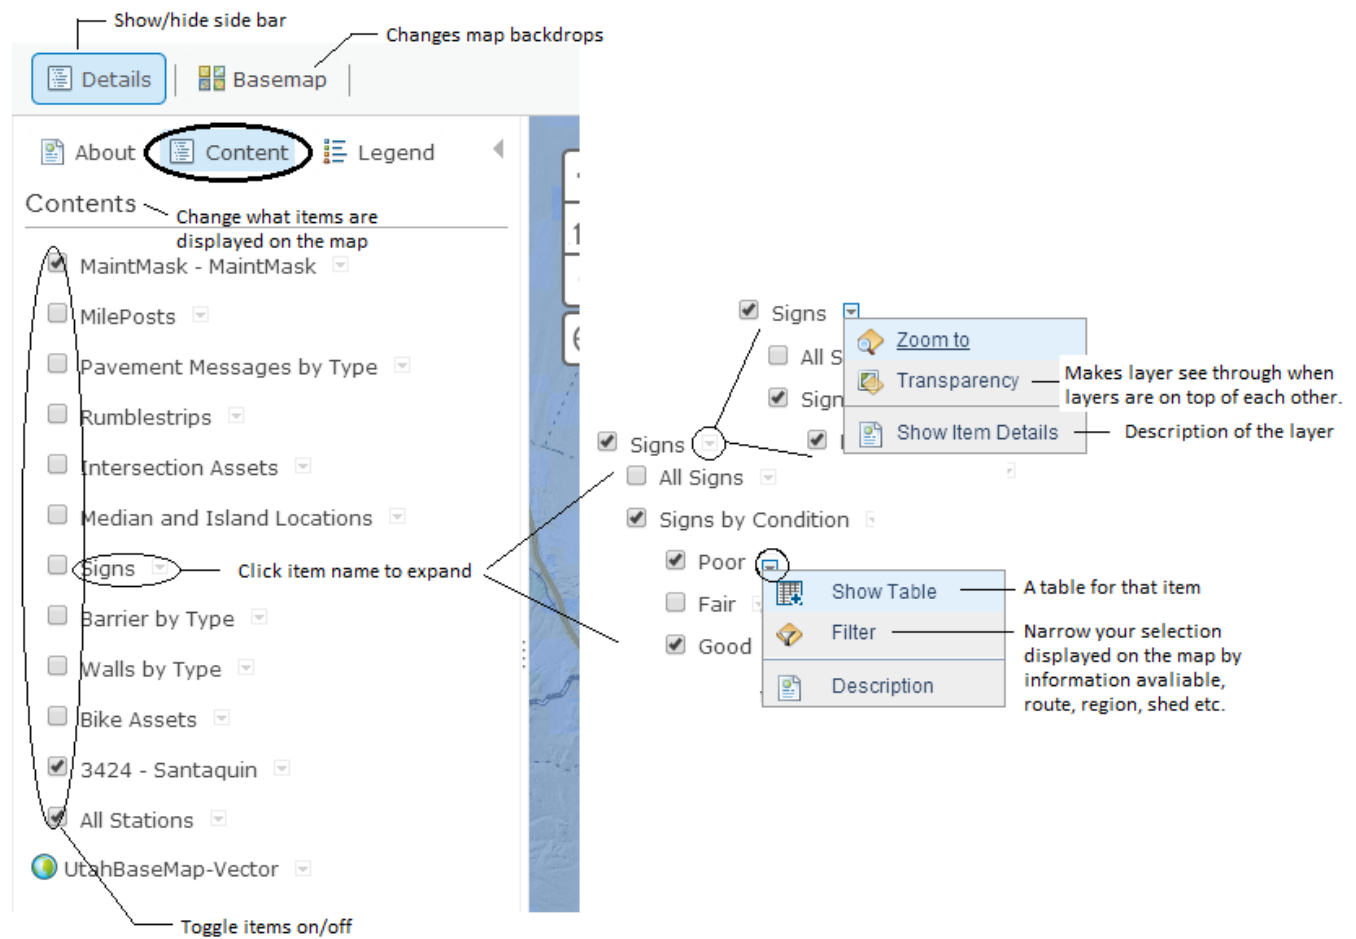 Show/hide side bar
Changes map backdrops
Details
Basemap
About
Content
Legend
Contents
Change what items are
displayed on the map
MaintMask - MaintMask
MilePosts
Pavement Messages by Type
Rumblestrips
Intersection Assets
Median and Island Locations
Signs
Click item name to expand
Barrier by Type
Walls by Type
Bike Assets
3424 - Santaquin
All Stations
UtahBaseMap-Vector
Toggle items on/off
Signs
All S
Sign
Zoom to
Transparency
Show Item Details
Makes layer see through when
layers are on top of each other.
Description of the layer
Signs
All Signs
Signs by Condition
Poor
Fair
Good
Show Table
Filter
Description
A table for that item
Narrow your selection
displayed on the map by
information avaliable,
route, region, shed etc.